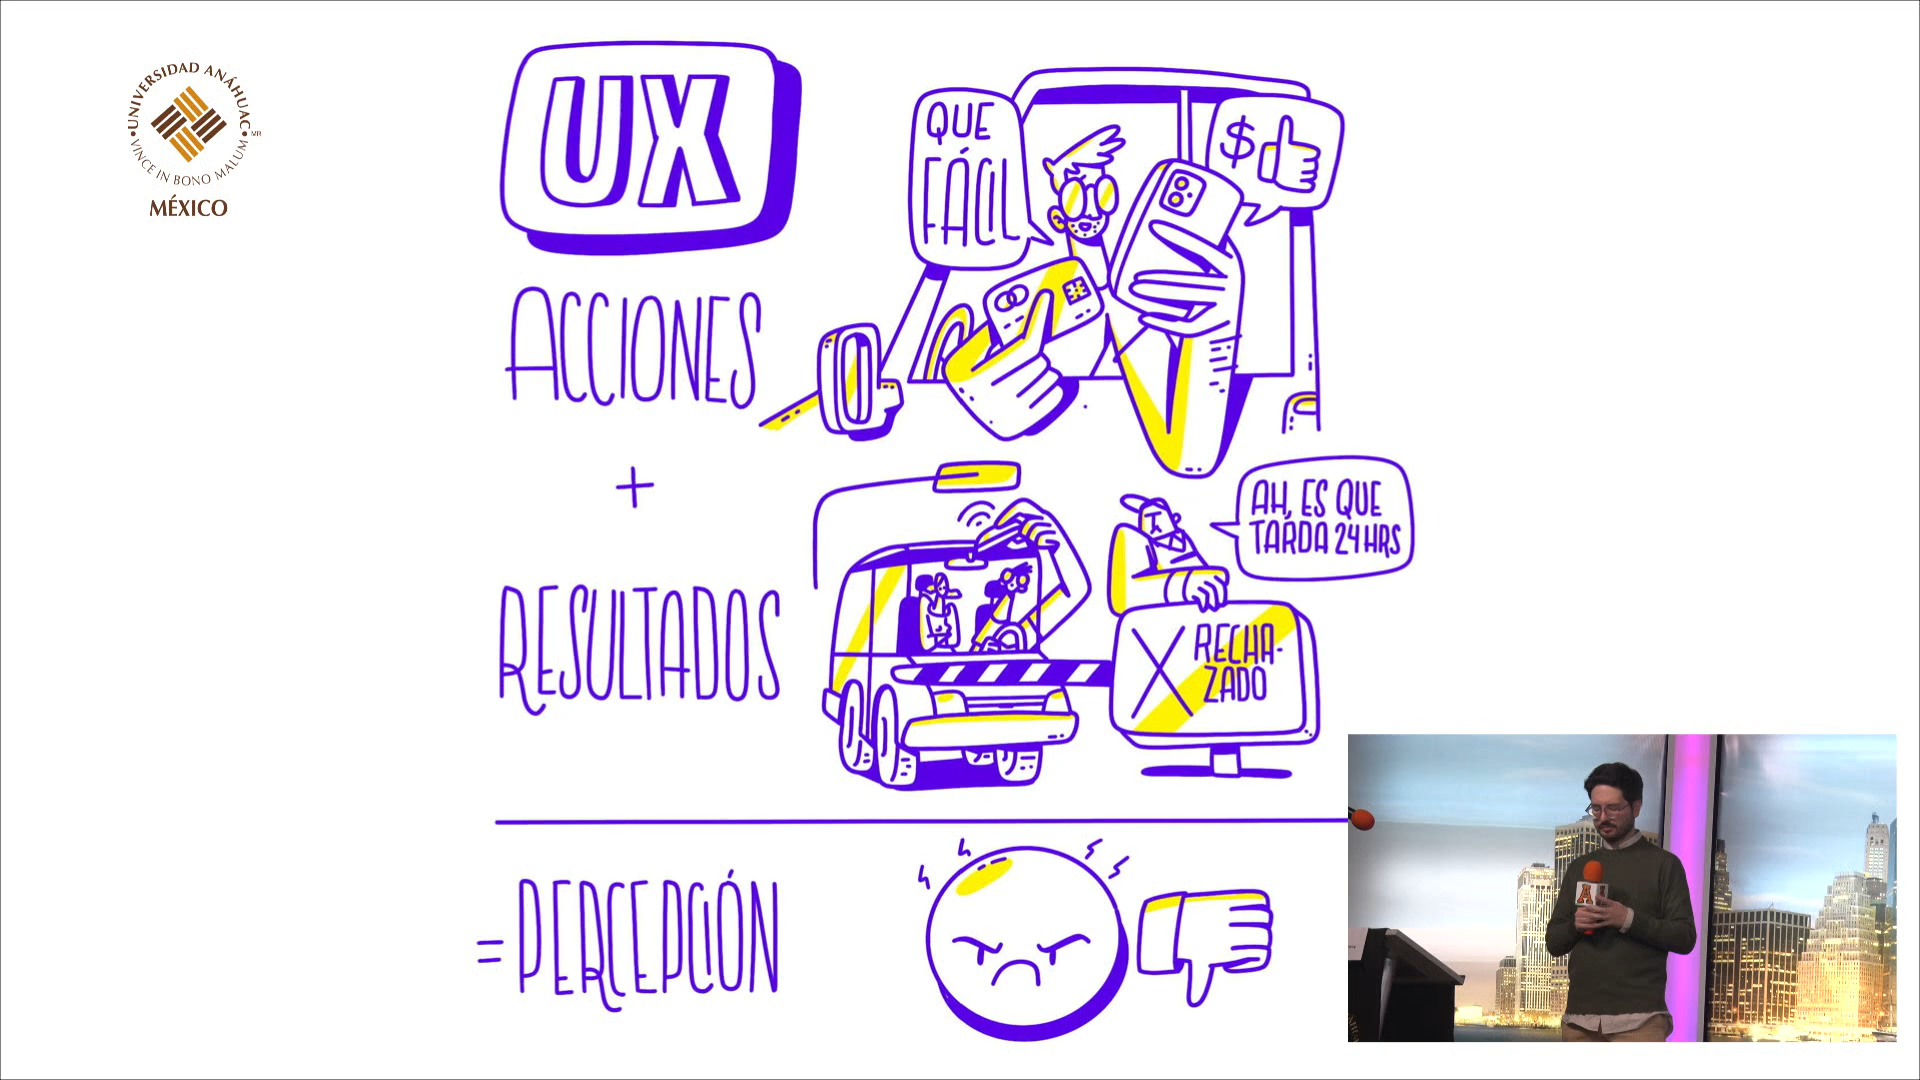 UNIVERSIDAD ANÁHUAC
MR
VINCE IN BONO MALUM
MÉXICO
UX
QUE
FÁCIL
$
ACCIONES
+
AH, ES QUE
TARDA 24 HRS
RESULTADOS
X RECHA-
ZADO
= PERCEPCIÓN
A